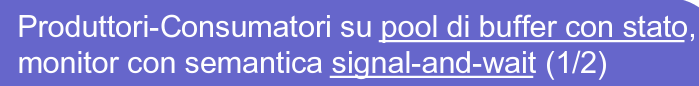 Produttori-Consumatori su pool di buffer con stato,
monitor con semantica signal-and-wait (1/2)